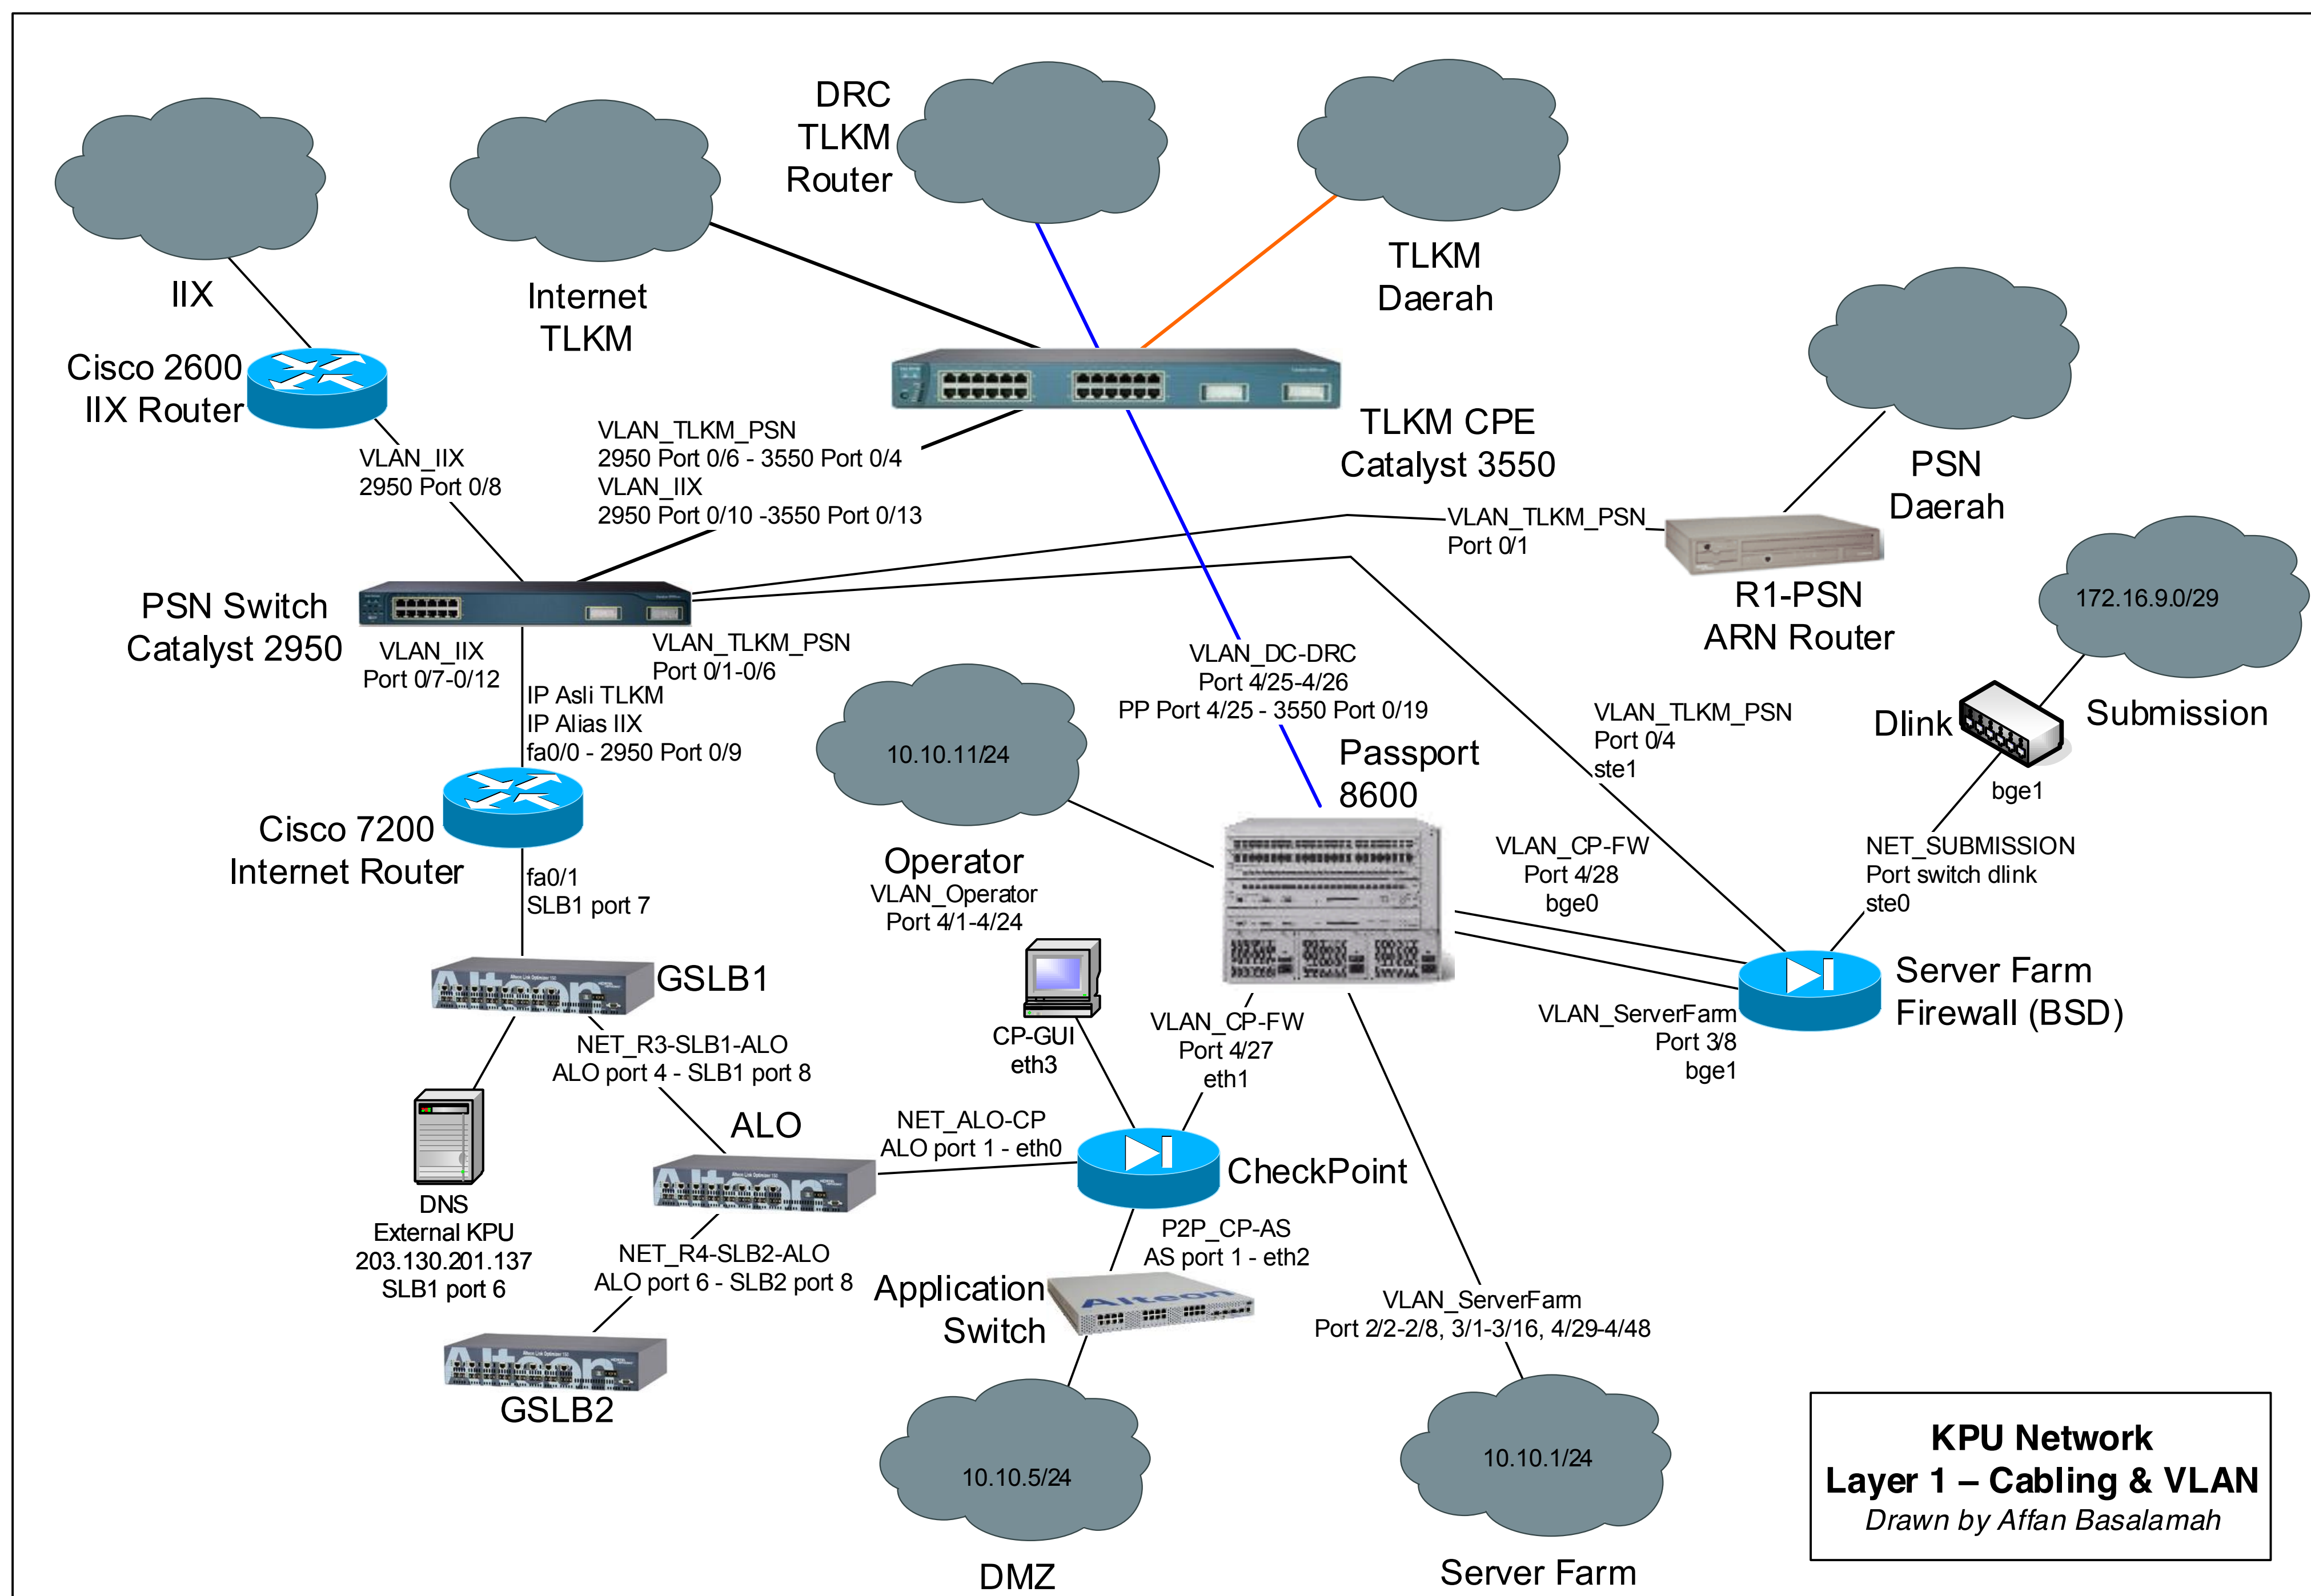 DRC
TLKM
Router
IIX
Internet
TLKM
TLKM
Daerah
Cisco 2600
IIX Router
VLAN_IIX
2950 Port 0/8
VLAN_TLKM_PSN
2950 Port 0/6 - 3550 Port 0/4
VLAN_IIX
2950 Port 0/10 -3550 Port 0/13
TLKM CPE
Catalyst 3550
PSN
Daerah
VLAN_TLKM_PSN
Port 0/1
R1-PSN
ARN Router
172.16.9.0/29
Submission
PSN Switch
Catalyst 2950
VLAN_IIX
Port 0/7-0/12
VLAN_TLKM_PSN
Port 0/1-0/6
IP Asli TLKM
IP Alias IIX
fa0/0 - 2950 Port 0/9
VLAN_DC-DRC
Port 4/25-4/26
PP Port 4/25 - 3550 Port 0/19
VLAN_TLKM_PSN
Port 0/4
ste1
Dlink
bge1
10.10.11/24
Passport
8600
Cisco 7200
Internet Router
fa0/1
SLB1 port 7
Operator
VLAN_Operator
Port 4/1-4/24
VLAN_CP-FW
Port 4/28
bge0
NET_SUBMISSION
Port switch dlink
ste0
Alteon
GSLB1
Server Farm
Firewall (BSD)
VLAN_ServerFarm
Port 3/8
bge1
CP-GUI
eth3
VLAN_CP-FW
Port 4/27
eth1
NET_R3-SLB1-ALO
ALO port 4 - SLB1 port 8
ALO
Alteon
NET_ALO-CP
ALO port 1 - eth0
CheckPoint
DNS
External KPU
203.130.201.137
SLB1 port 6
NET_R4-SLB2-ALO
ALO port 6 - SLB2 port 8
P2P_CP-AS
AS port 1 - eth2
Application
Switch
Alteon
Alteon
GSLB2
VLAN_ServerFarm
Port 2/2-2/8, 3/1-3/16, 4/29-4/48
10.10.5/24
DMZ
10.10.1/24
Server Farm
KPU Network
Layer 1 – Cabling & VLAN
Drawn by Affan Basalamah